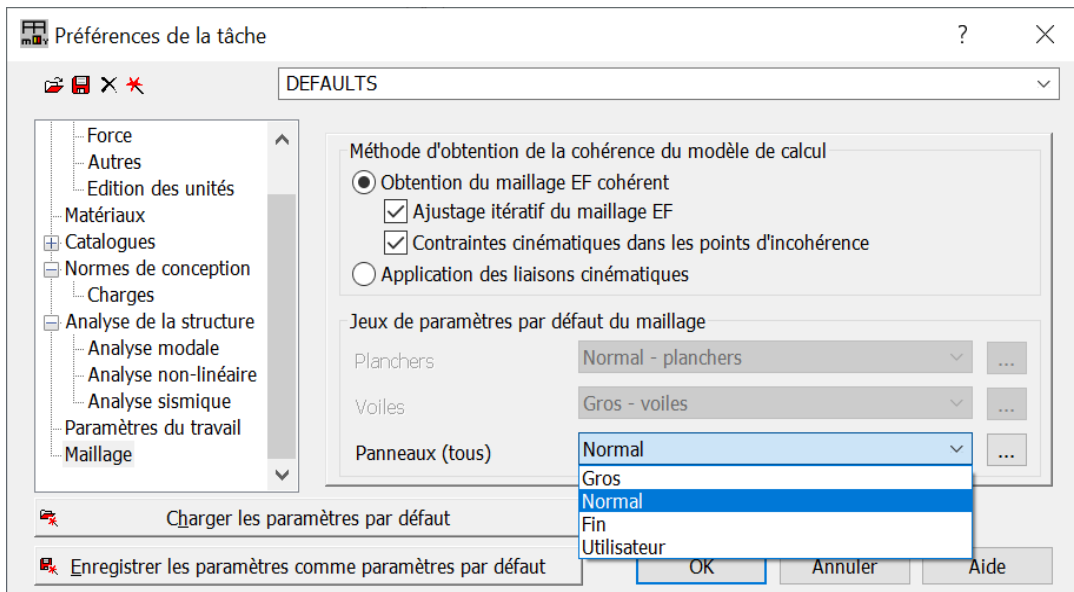 Préférences de la tâche
?
DEFAULTS
Force
Autres
Edition des unités
Matériaux
Catalogues
Normes de conception
Charges
Analyse de la structure
Analyse modale
Analyse non-linéaire
Analyse sismique
Paramètres du travail
Maillage
Méthode d'obtention de la cohérence du modèle de calcul
Obtention du maillage EF cohérent
Ajustage itératif du maillage EF
Contraintes cinématiques dans les points d'incohérence
Application des liaisons cinématiques
Jeux de paramètres par défaut du maillage
Planchers Normal - planchers ...
Voiles Gros - voiles ...
Panneaux (tous) Normal ...
Gros
Normal
Fin
Utilisateur
Charger les paramètres par défaut
Enregistrer les paramètres comme paramètres par défaut
OK Annuler Aide